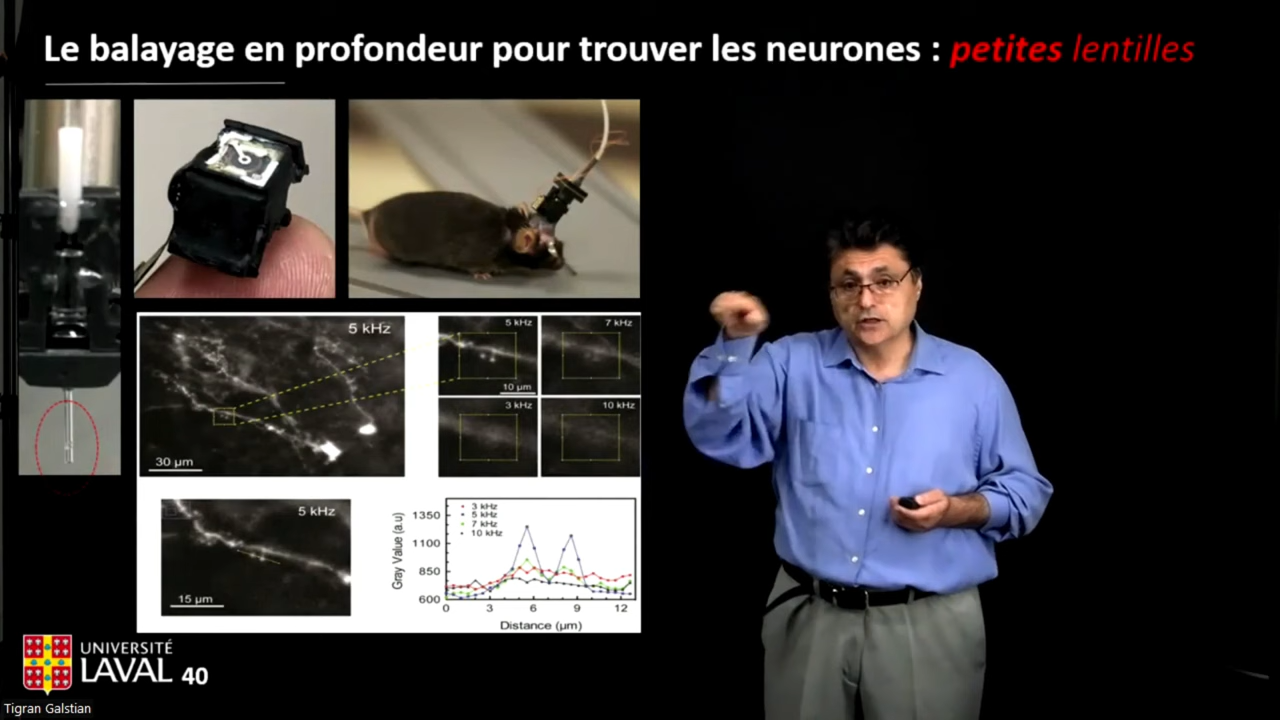 Le balayage en profondeur pour trouver les neurones : petites lentilles
5 kHz
30 µm
5 kHz
7 kHz
10 µm
3 kHz
10 kHz
5 kHz
15 µm
3 kHz
5 kHz
7 kHz
10 kHz
Gray Value (a.u)
1350
1100
850
600
0 3 6 9 12
Distance (µm)
UNIVERSITÉ
LAVAL 40
Tigran Galstian